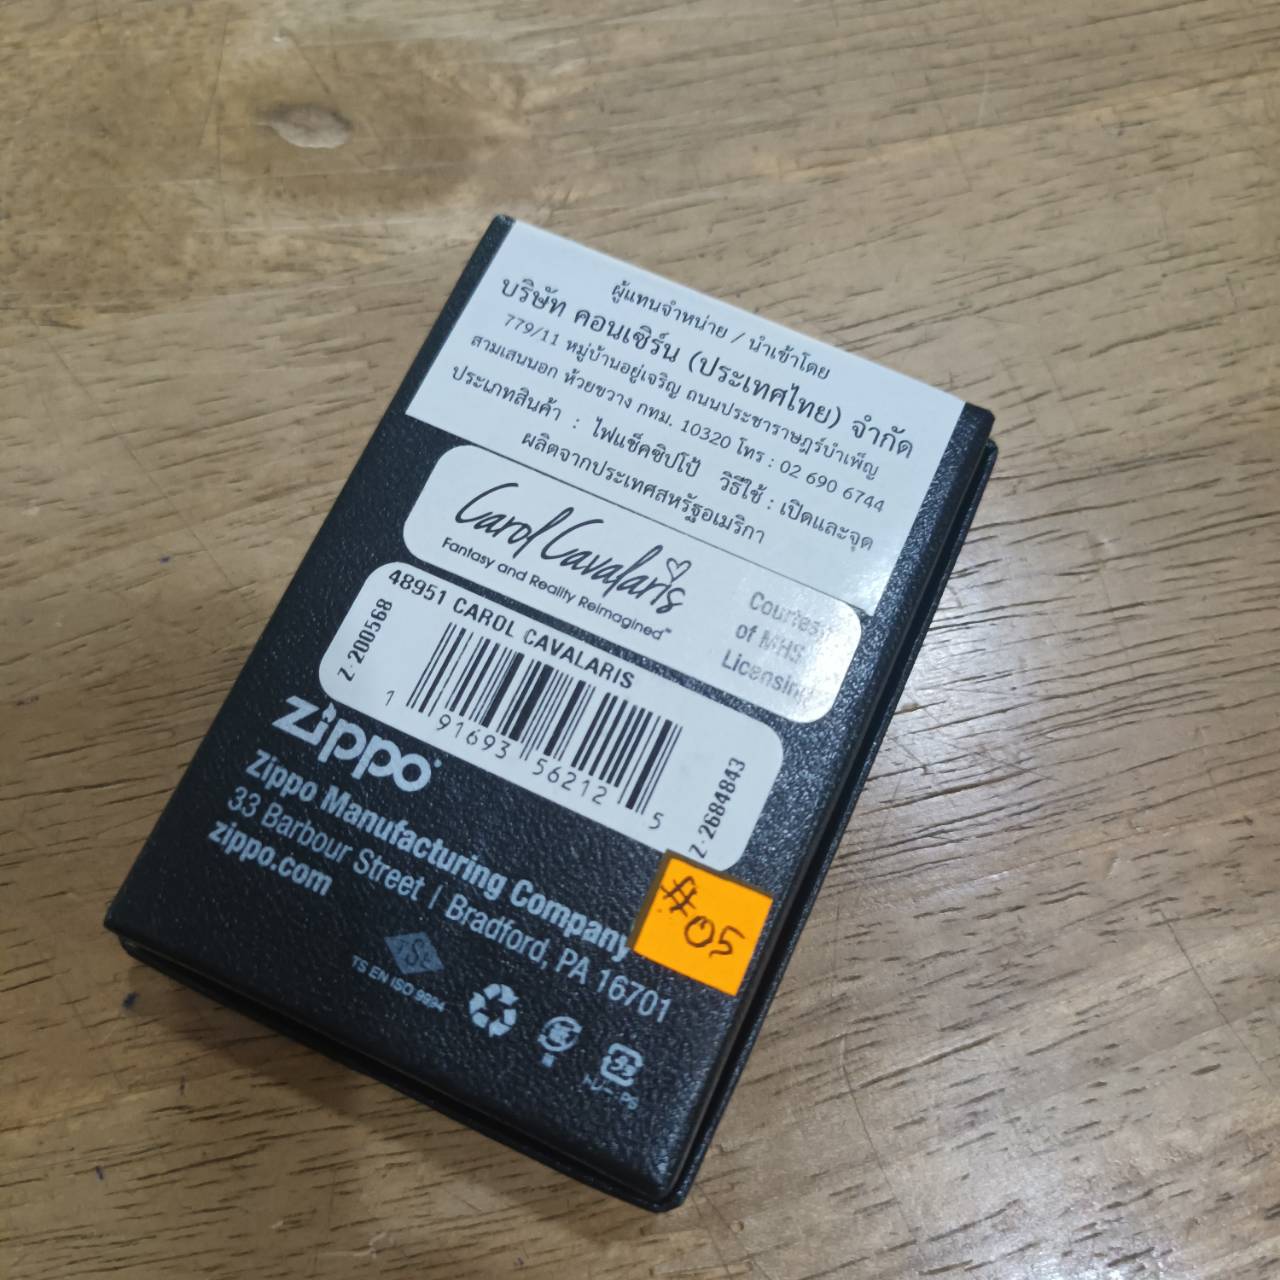 ผู้แทนจำหน่าย / นำเข้าโดย
บริษัท คอนเซิร์น (ประเทศไทย) จำกัด
779/11 หมู่บ้านอยู่เจริญ ถนนประชาราษฎร์บำเพ็ญ
สามเสนนอก ห้วยขวาง กทม. 10320 โทร : 02 690 6744
ประเภทสินค้า : ไฟแช็คซิปโป้ วิธีใช้ : เปิดและจุด
ผลิตจากประเทศสหรัฐอเมริกา
Carol Cavalaris
Fantasy and Reality Reimagined™
Courtesy
of MHS
Licensing
48951 CAROL CAVALARIS
Z-200568
1 91693 56212 5
Z-2684843
zippo
Zippo Manufacturing Company
33 Barbour Street | Bradford, PA 16701
zippo.com
#05
TSE
TS EN ISO 9994
トレー PS